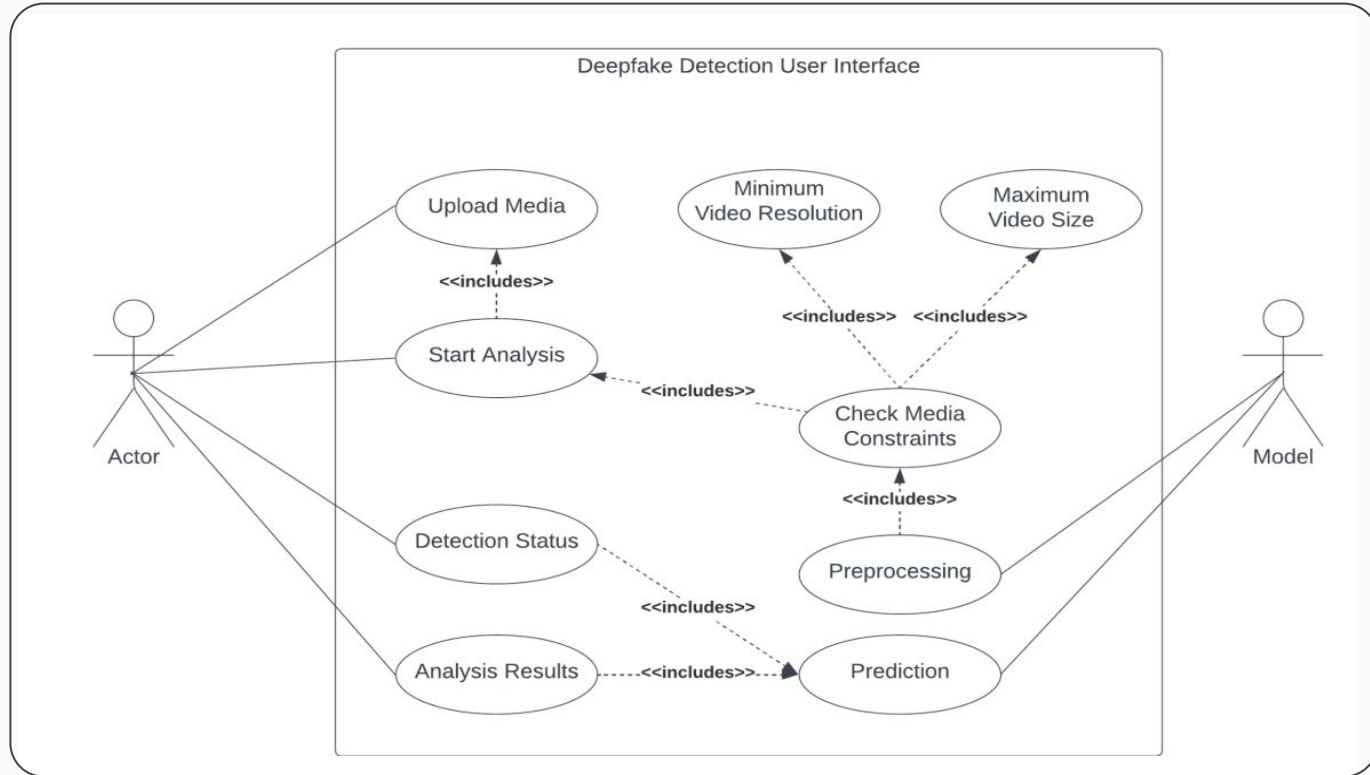 Deepfake Detection User Interface
Upload Media
Minimum
Video Resolution
Maximum
Video Size
<<includes>>
<<includes>>
<<includes>>
Start Analysis
<<includes>>
Check Media
Constraints
Actor
Model
<<includes>>
Detection Status
Preprocessing
<<includes>>
Analysis Results
<<includes>>
Prediction